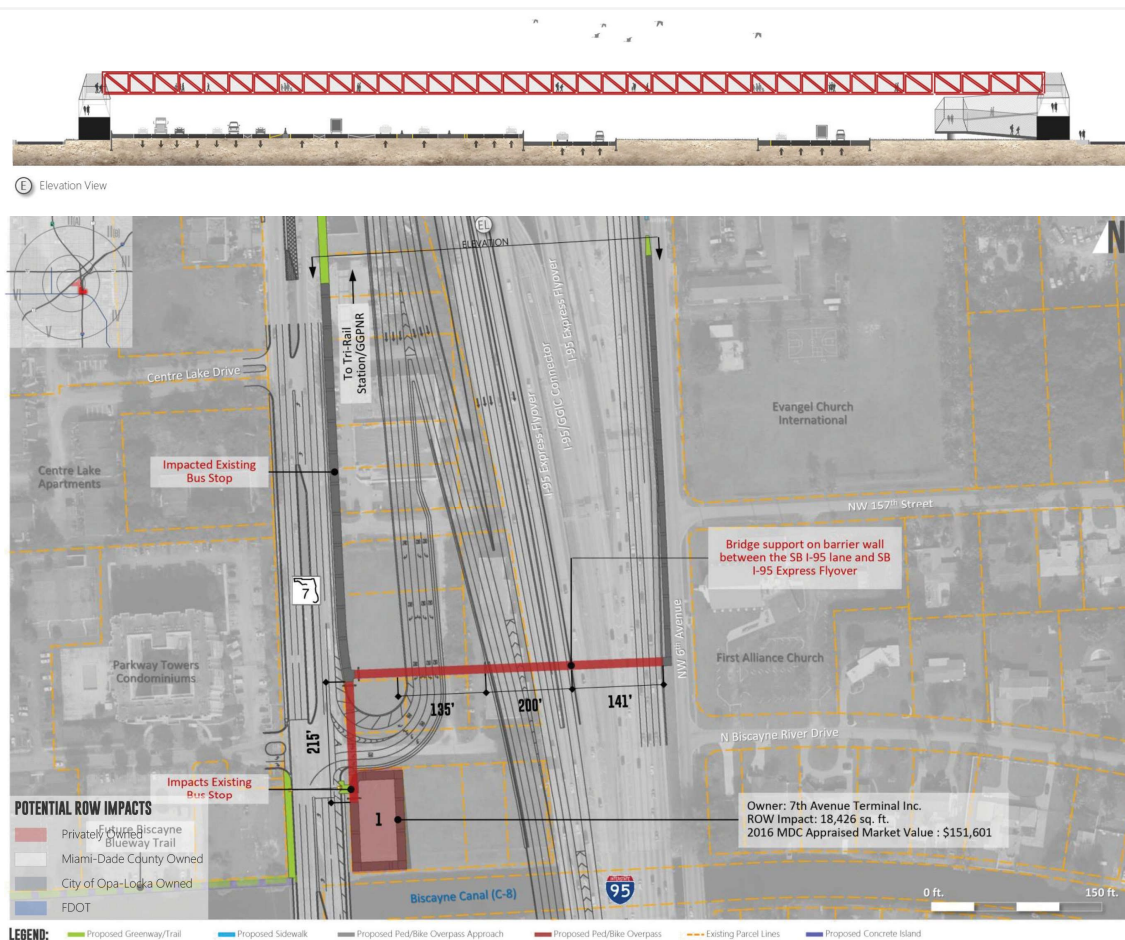 E Elevation View
EL
ELEVATION
N
To Tri-Rail
Station/GGPNR
Centre Lake Drive
I-95 Express Flyover
I-95/GGIC Connector
I-95 Express Flyover
Evangel Church
International
Impacted Existing
Bus Stop
Centre Lake
Apartments
NW 157th Street
Bridge support on barrier wall
between the SB I-95 lane and SB
I-95 Express Flyover
7
NW 6th Avenue
Parkway Towers
Condominiums
First Alliance Church
135'
200'
141'
215'
N Biscayne River Drive
Impacts Existing
Bus Stop
1
Owner: 7th Avenue Terminal Inc.
ROW Impact: 18,426 sq. ft.
2016 MDC Appraised Market Value : $151,601
POTENTIAL ROW IMPACTS
Privately Owned
Future Biscayne
Blueway Trail
Miami-Dade County Owned
City of Opa-Locka Owned
FDOT
Biscayne Canal (C-8)
95
0 ft.
150 ft.
LEGEND:
Proposed Greenway/Trail
Proposed Sidewalk
Proposed Ped/Bike Overpass Approach
Proposed Ped/Bike Overpass
Existing Parcel Lines
Proposed Concrete Island